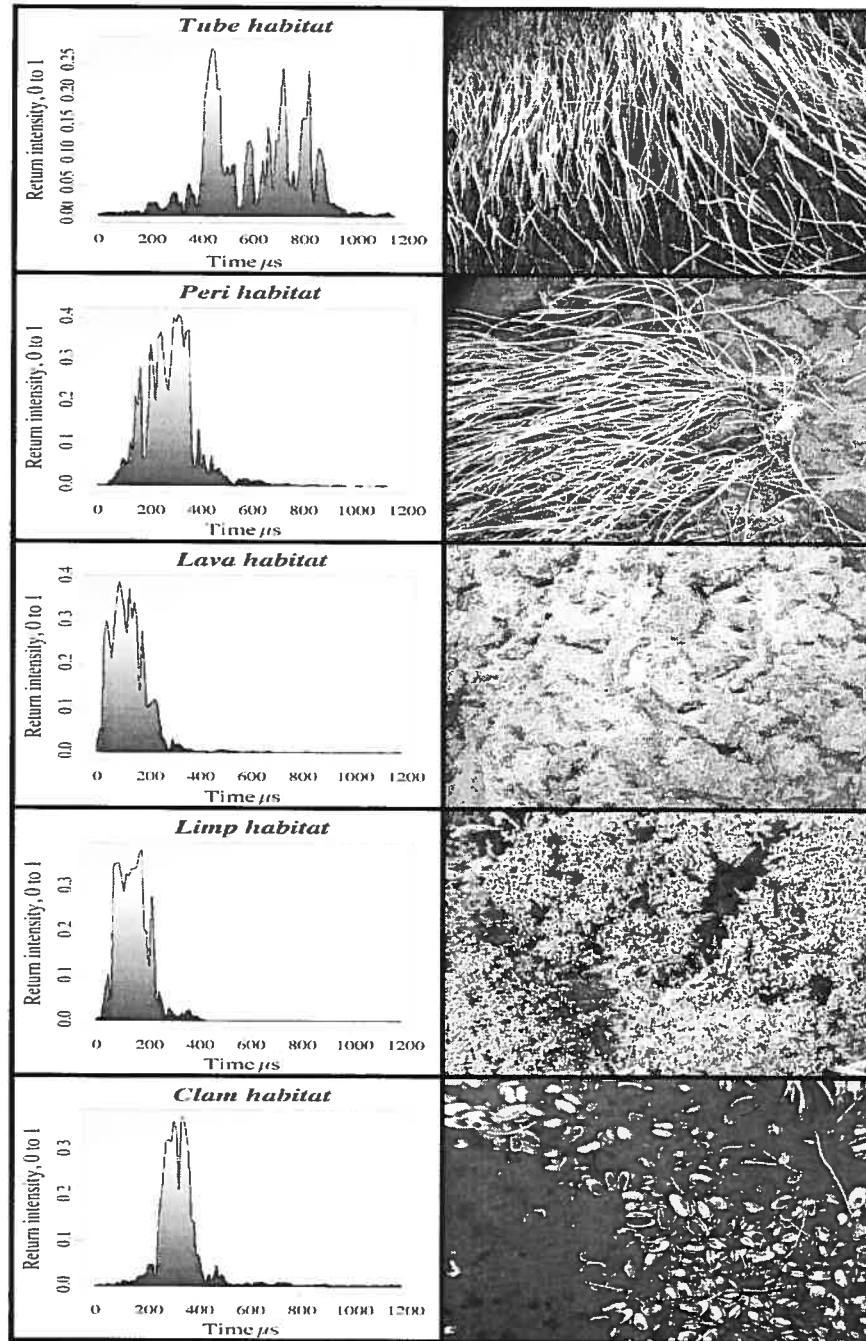 Tube habitat
Return intensity, 0 to 1
0.25
0.20
0.15
0.10
0.05
0.00
0 200 400 600 800 1000 1200
Time μs
Peri habitat
Return intensity, 0 to 1
0.4
0.3
0.2
0.1
0.0
0 200 400 600 800 1000 1200
Time μs
Lava habitat
Return intensity, 0 to 1
0.4
0.3
0.2
0.1
0.0
0 200 400 600 800 1000 1200
Time μs
Limp habitat
Return intensity, 0 to 1
0.3
0.2
0.1
0.0
0 200 400 600 800 1000 1200
Time μs
Clam habitat
Return intensity, 0 to 1
0.3
0.2
0.1
0.0
0 200 400 600 800 1000 1200
Time μs